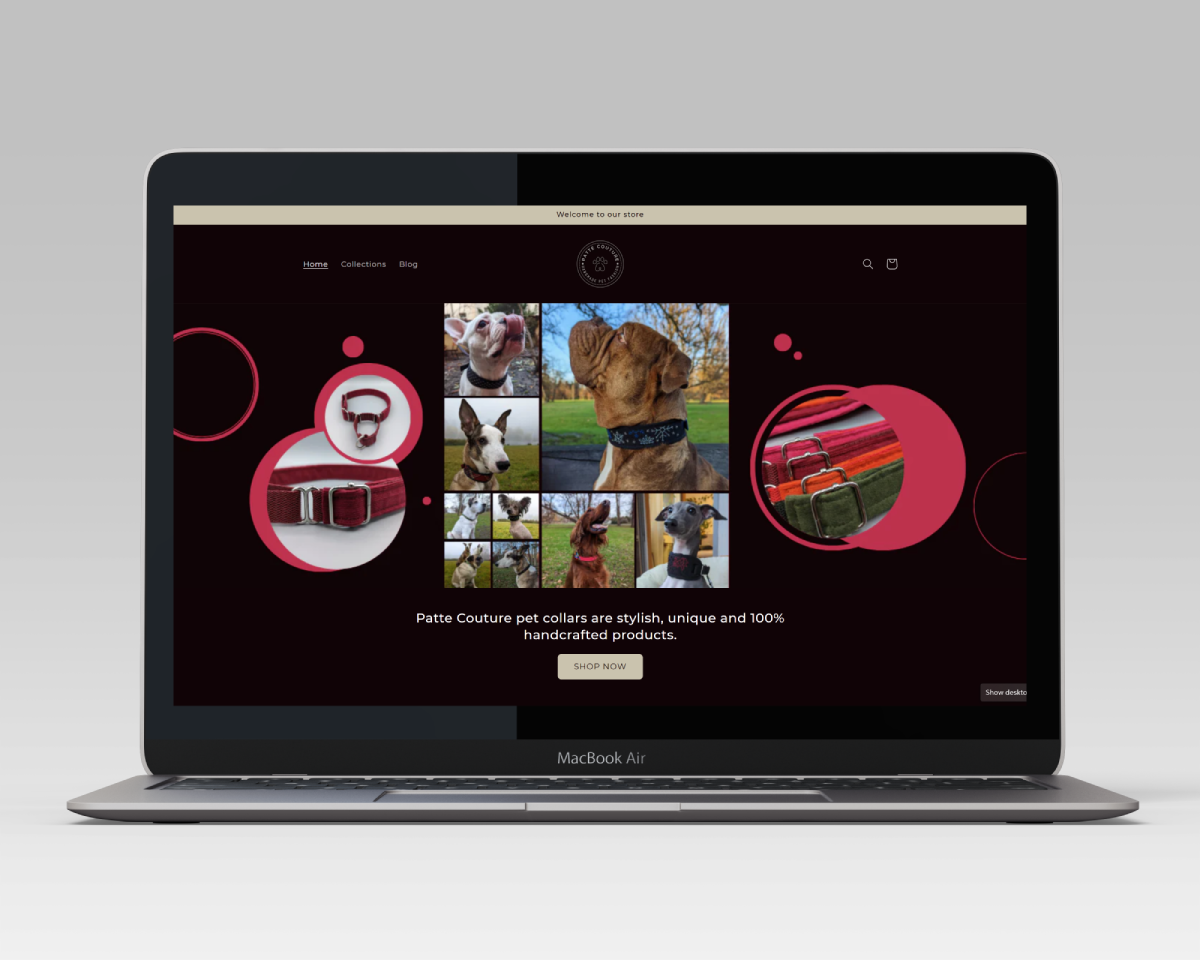 Welcome to our store
Home Collections Blog
PATTE COUTURE
Patte Couture pet collars are stylish, unique and 100%
handcrafted products.
SHOP NOW
Show deskto
MacBook Air